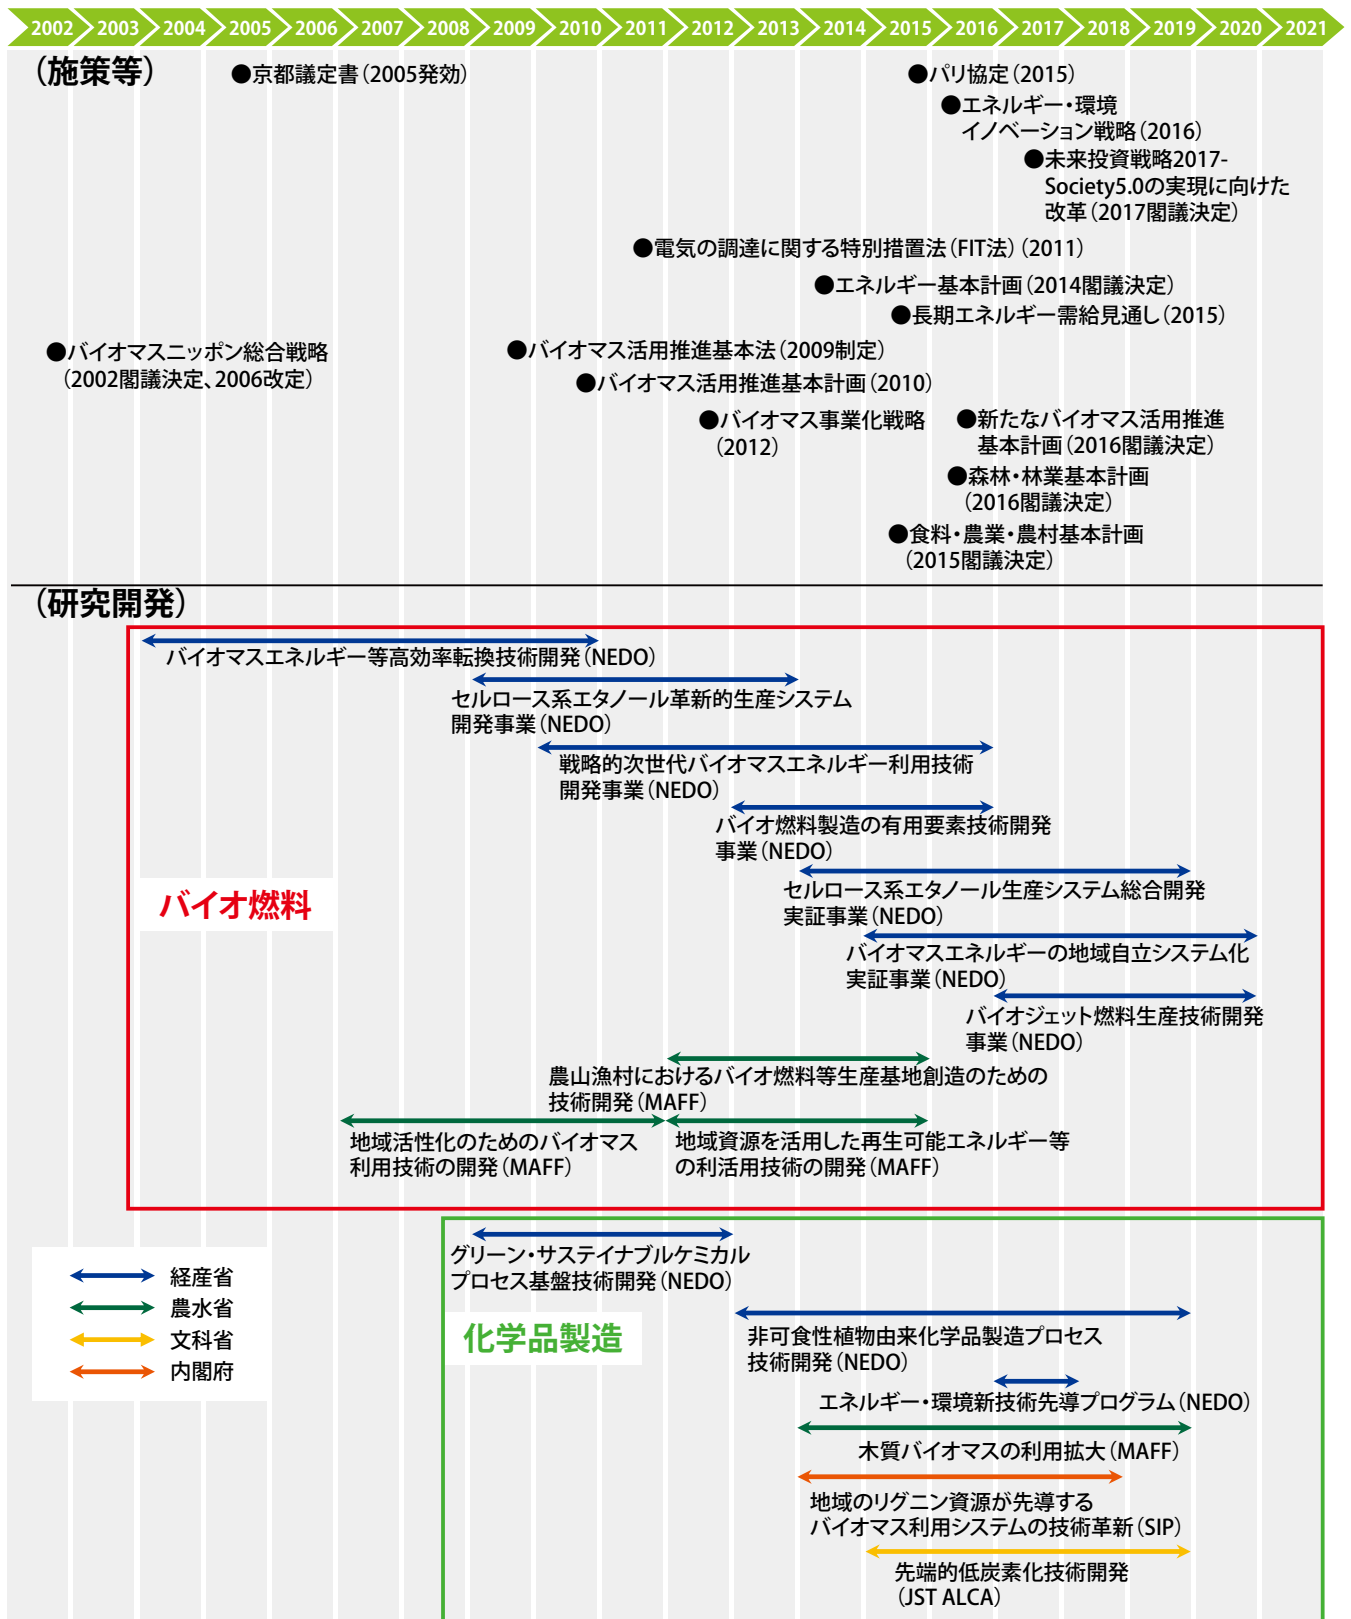 2002 2003 2004 2005 2006 2007 2008 2009 2010 2011 2012 2013 2014 2015 2016 2017 2018 2019 2020 2021
（施策等）
●京都議定書（2005発効）
●パリ協定（2015）
●エネルギー・環境
イノベーション戦略（2016）
●未来投資戦略2017-
Society5.0の実現に向けた
改革（2017閣議決定）
●電気の調達に関する特別措置法（FIT法）（2011）
●エネルギー基本計画（2014閣議決定）
●長期エネルギー需給見通し（2015）
●バイオマスニッポン総合戦略
（2002閣議決定、2006改定）
●バイオマス活用推進基本法（2009制定）
●バイオマス活用推進基本計画（2010）
●バイオマス事業化戦略
（2012）
●新たなバイオマス活用推進
基本計画（2016閣議決定）
●森林・林業基本計画
（2016閣議決定）
●食料・農業・農村基本計画
（2015閣議決定）
（研究開発）
バイオマスエネルギー等高効率転換技術開発（NEDO）
セルロース系エタノール革新的生産システム
開発事業（NEDO）
戦略的次世代バイオマスエネルギー利用技術
開発事業（NEDO）
バイオ燃料製造の有用要素技術開発
事業（NEDO）
バイオ燃料
セルロース系エタノール生産システム総合開発
実証事業（NEDO）
バイオマスエネルギーの地域自立システム化
実証事業（NEDO）
バイオジェット燃料生産技術開発
事業（NEDO）
農山漁村におけるバイオ燃料等生産基地創造のための
技術開発（MAFF）
地域活性化のためのバイオマス
利用技術の開発（MAFF）
地域資源を活用した再生可能エネルギー等
の利活用技術の開発（MAFF）
グリーン・サステイナブルケミカル
プロセス基盤技術開発（NEDO）
経産省
農水省
文科省
内閣府
化学品製造
非可食性植物由来化学品製造プロセス
技術開発（NEDO）
エネルギー・環境新技術先導プログラム（NEDO）
木質バイオマスの利用拡大（MAFF）
地域のリグニン資源が先導する
バイオマス利用システムの技術革新（SIP）
先端的低炭素化技術開発
（JST ALCA）